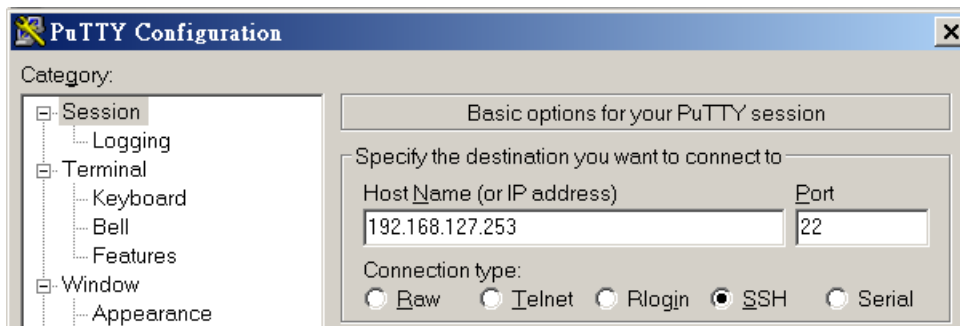 PuTTY Configuration
Category:
Session
Logging
Terminal
Keyboard
Bell
Features
Window
Appearance
Basic options for your PuTTY session
Specify the destination you want to connect to
Host Name (or IP address) Port
192.168.127.253 22
Connection type:
Raw Telnet Rlogin SSH Serial